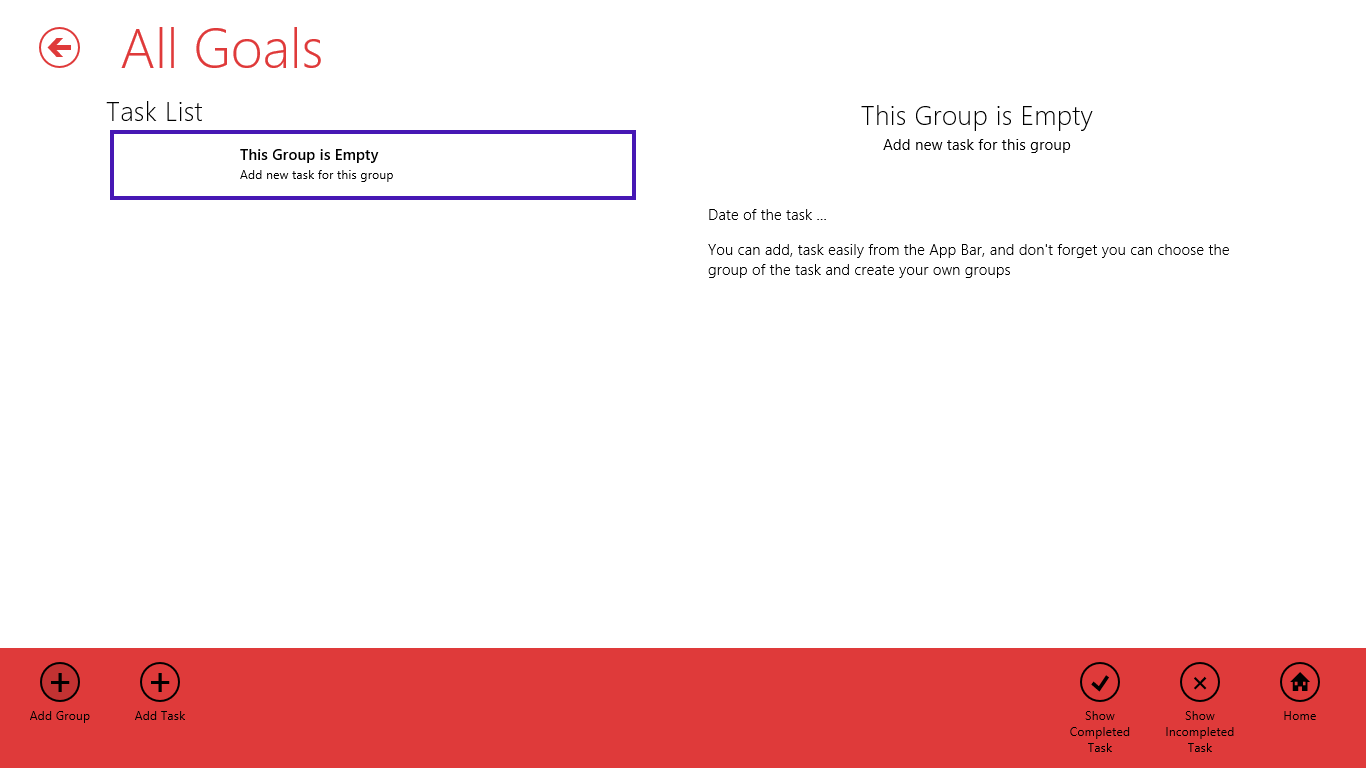 All Goals
Task List
This Group is Empty
Add new task for this group
This Group is Empty
Add new task for this group
Date of the task ...
You can add, task easily from the App Bar, and don't forget you can choose the
group of the task and create your own groups
Add Group
Add Task
Show
Completed
Task
Show
Incompleted
Task
Home